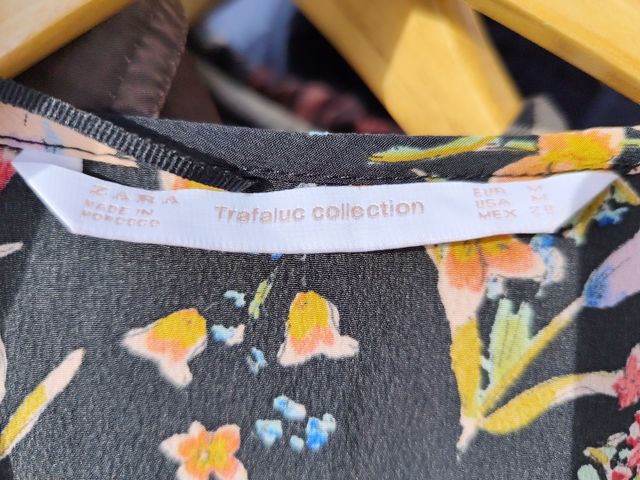 ZARA
MADE IN
MOROCCO
Trafaluc collection
EUR M
USA M
MEX 28